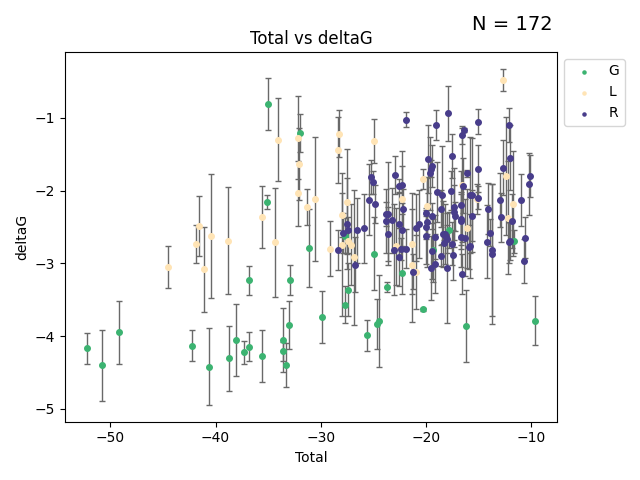 N = 172
Total vs deltaG
G
L
R
−1
−2
−3
−4
−5
deltaG
−50
−40
−30
−20
−10
Total